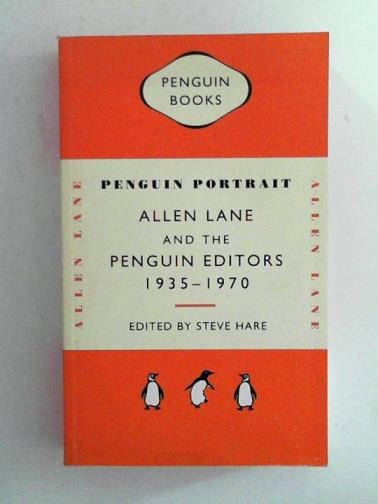 PENGUIN
BOOKS
PENGUIN PORTRAIT
ALLEN LANE
AND THE
PENGUIN EDITORS
1935–1970
EDITED BY STEVE HARE
ALLEN LANE
ALLEN LANE